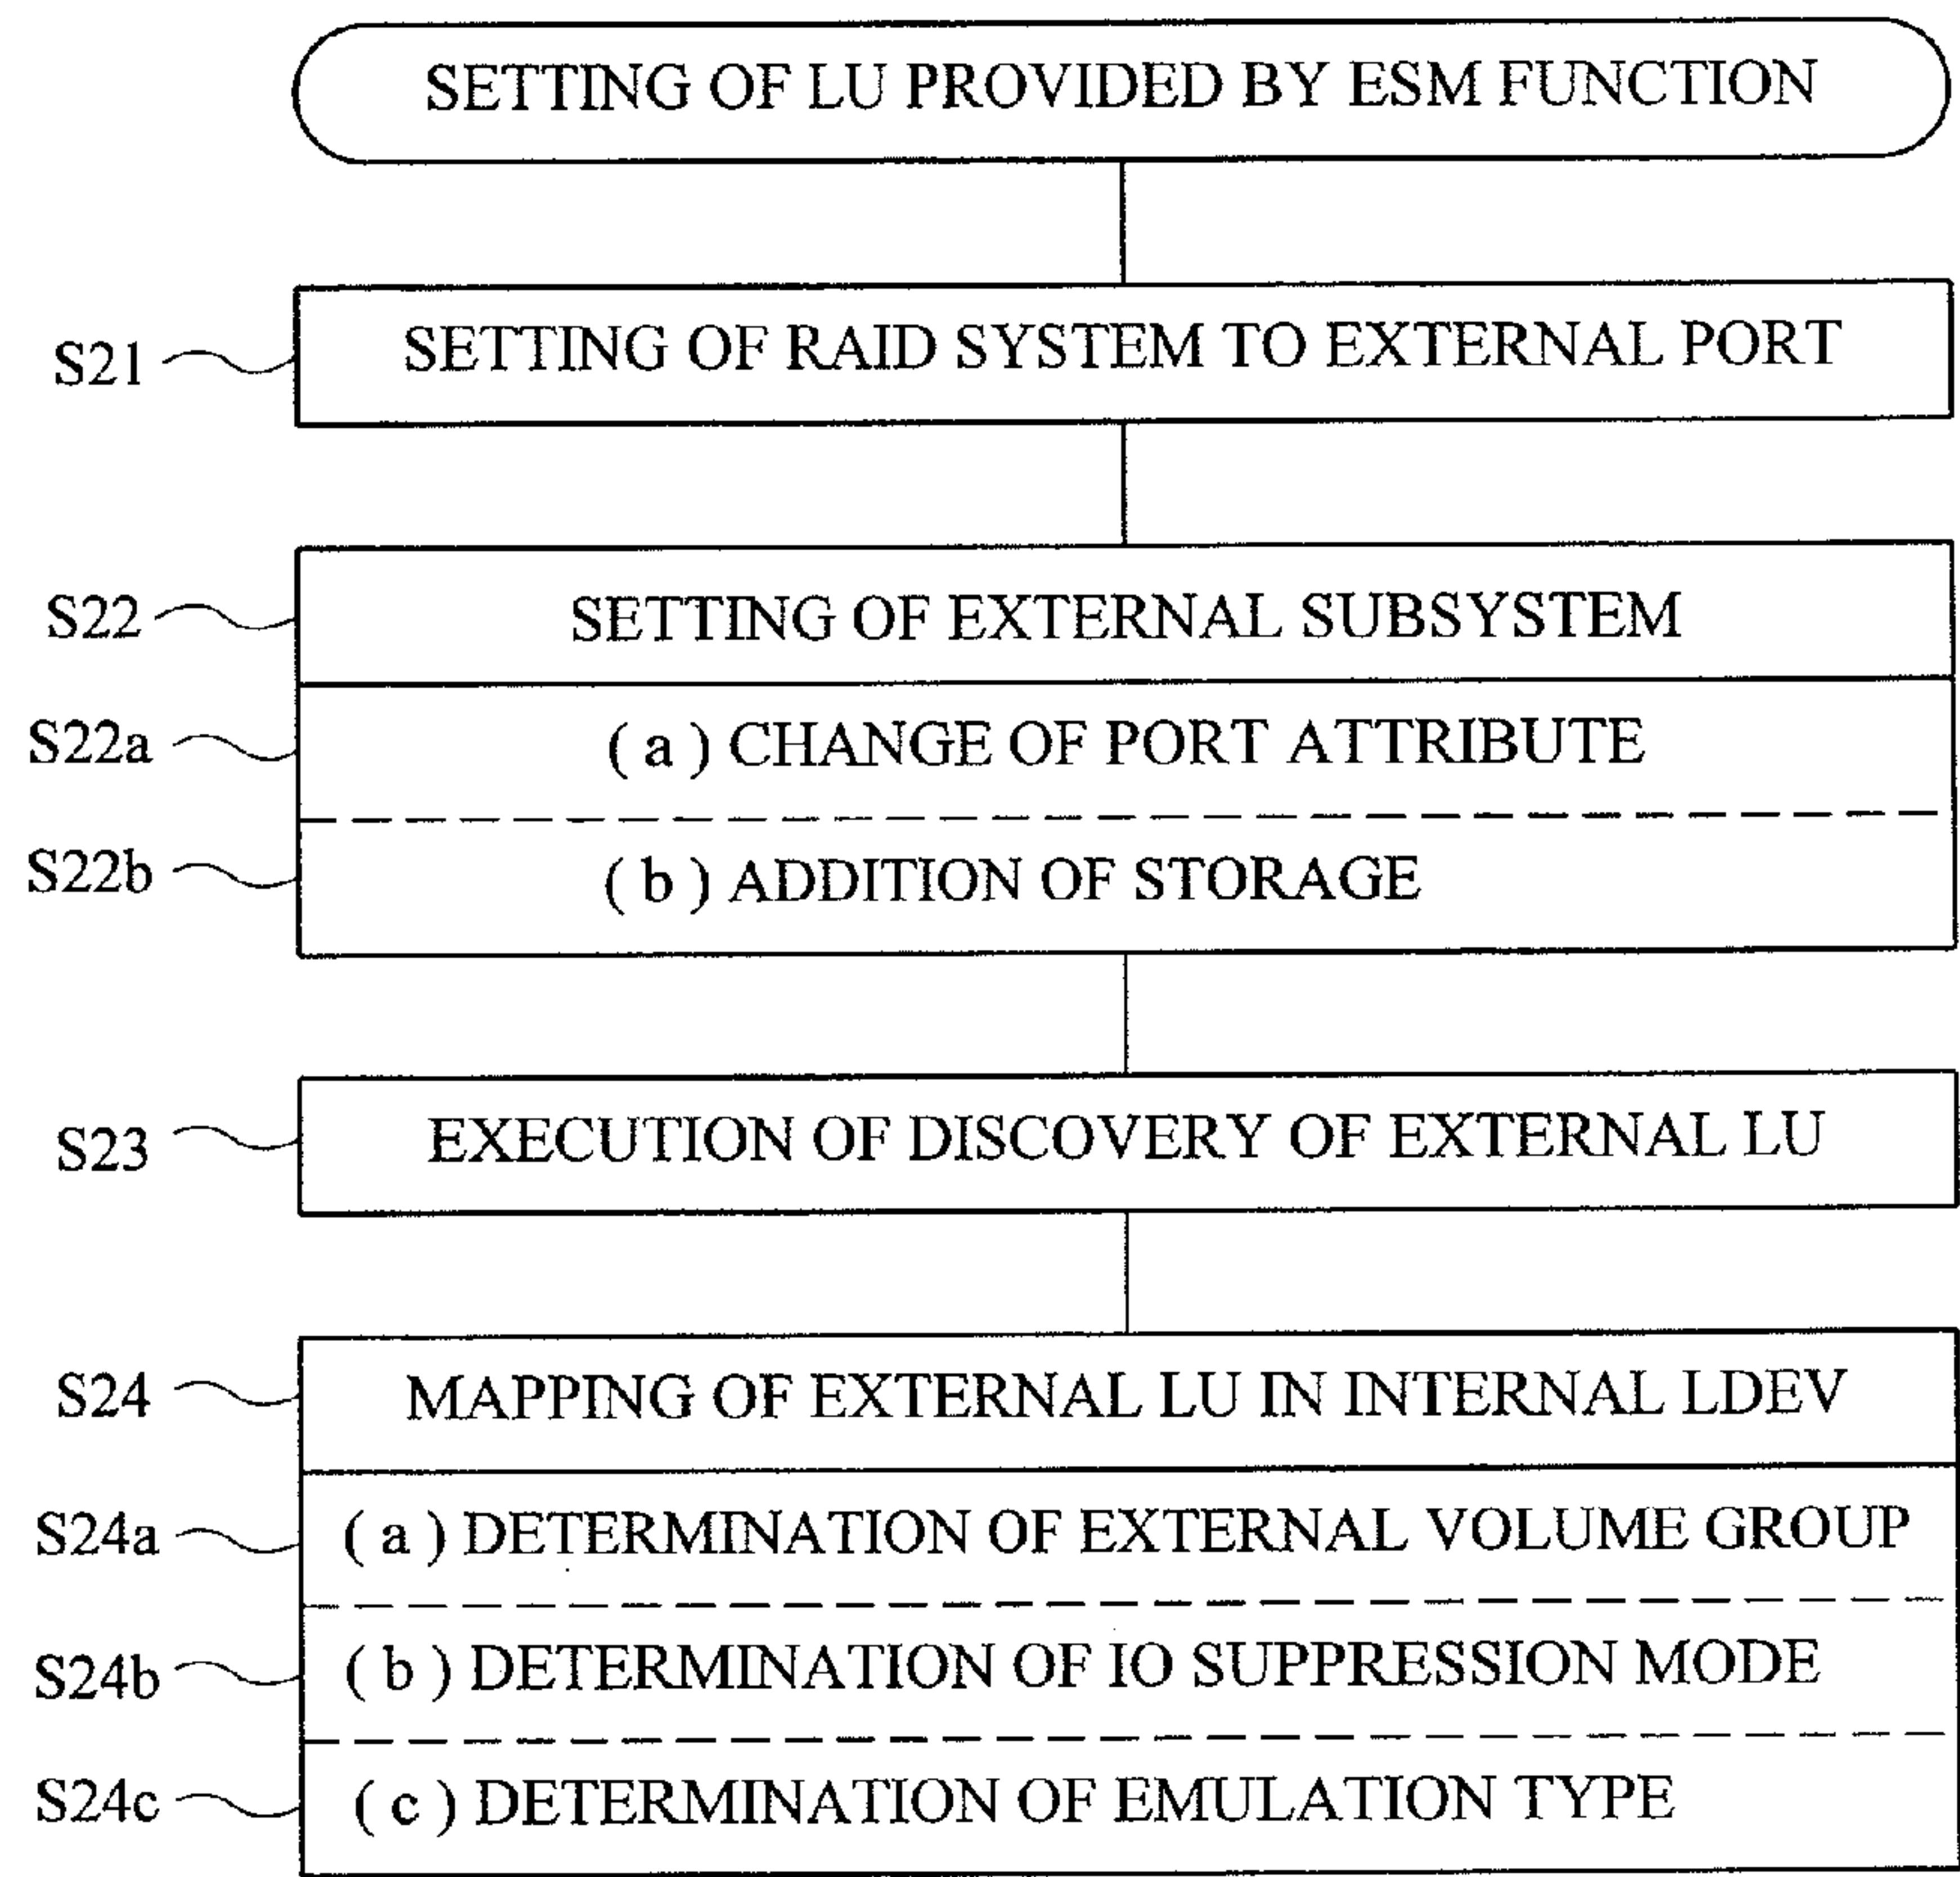 SETTING OF LU PROVIDED BY ESM FUNCTION
S21 SETTING OF RAID SYSTEM TO EXTERNAL PORT
S22 SETTING OF EXTERNAL SUBSYSTEM
S22a ( a ) CHANGE OF PORT ATTRIBUTE
S22b ( b ) ADDITION OF STORAGE
S23 EXECUTION OF DISCOVERY OF EXTERNAL LU
S24 MAPPING OF EXTERNAL LU IN INTERNAL LDEV
S24a ( a ) DETERMINATION OF EXTERNAL VOLUME GROUP
S24b ( b ) DETERMINATION OF IO SUPPRESSION MODE
S24c ( c ) DETERMINATION OF EMULATION TYPE